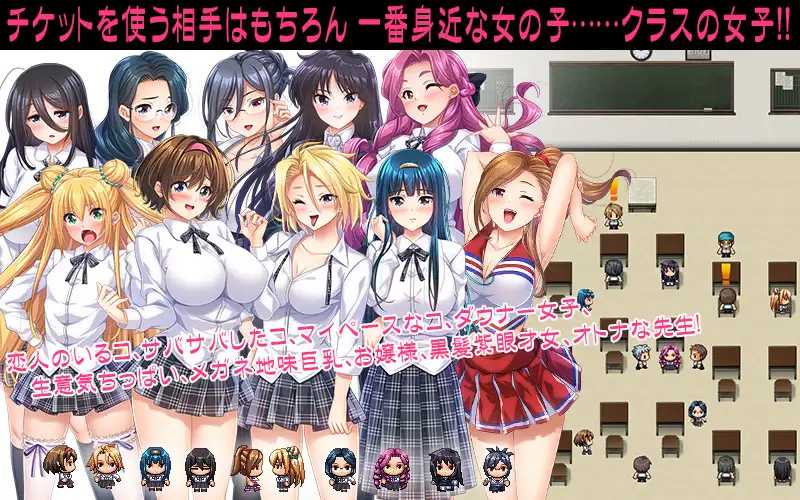 チケットを使う相手はもちろん 一番身近な女の子……クラスの女子!!
恋人のいるコ、サバサバしたコ、マイペースなコ、ダウナー女子、
生意気ちっぱい、メガネ地味巨乳、お嬢様、黒髪紫眼才女、オトナな先生!